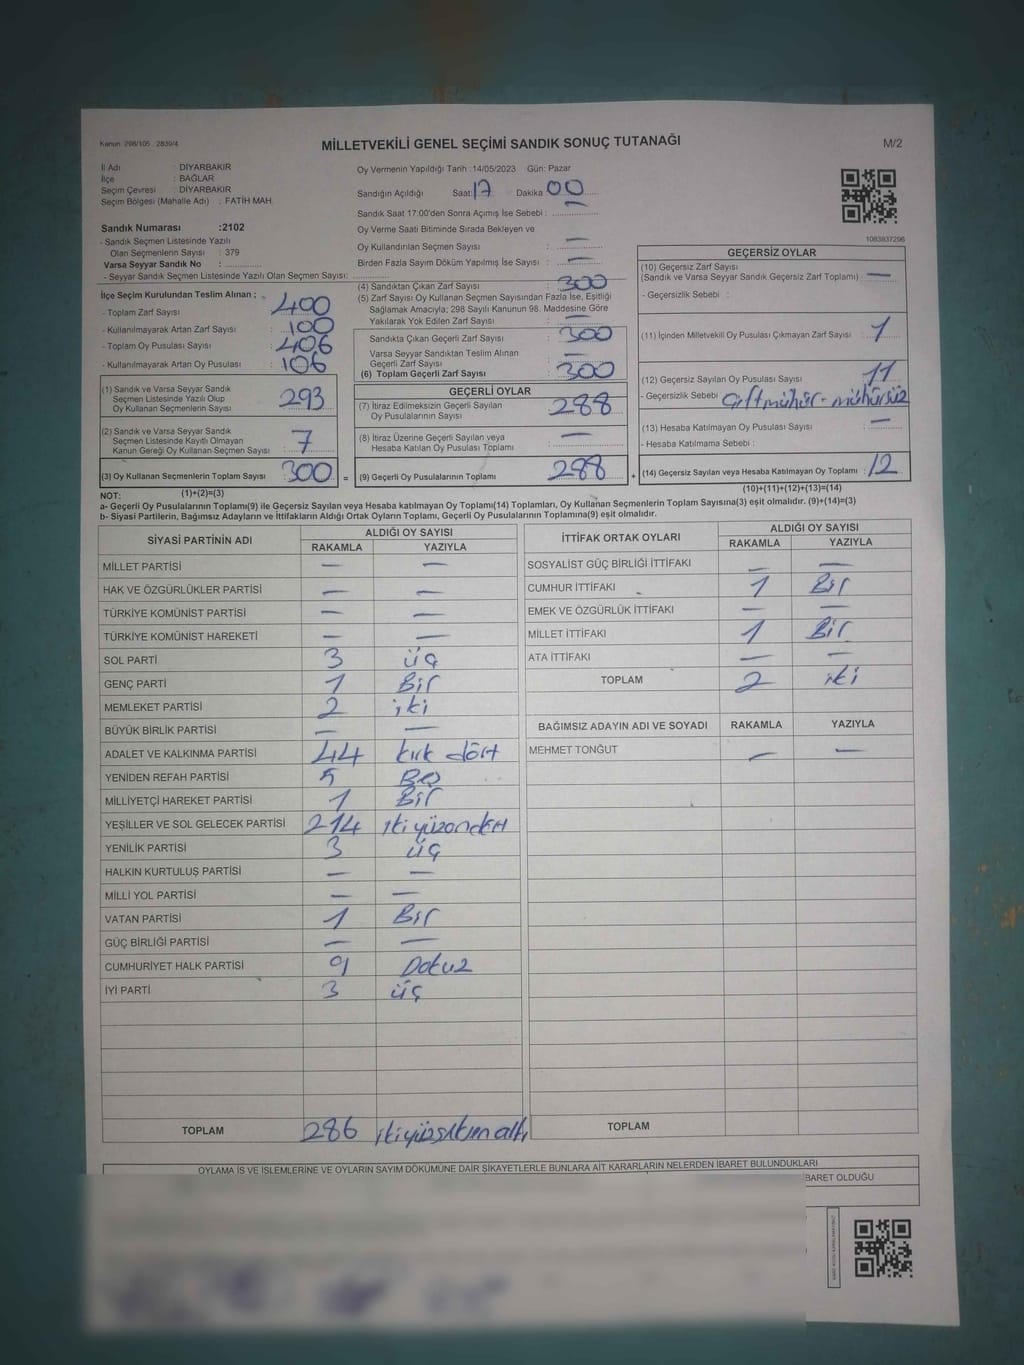 Kanun 298/105 2839/4
MİLLETVEKİLİ GENEL SEÇİMİ SANDIK SONUÇ TUTANAĞI
M/2
İl Adı : DİYARBAKIR
İlçe : BAĞLAR
Seçim Çevresi : DİYARBAKIR
Seçim Bölgesi (Mahalle Adı) : FATİH MAH.
Sandık Numarası :2102
- Sandık Seçmen Listesinde Yazılı
Olan Seçmenlerin Sayısı : 379
Varsa Seyyar Sandık No :
- Seyyar Sandık Seçmen Listesinde Yazılı Olan Seçmen Sayısı:
Oy Vermenin Yapıldığı Tarih :14/05/2023 Gün: Pazar
Sandığın Açıldığı Saat: 17 Dakika 00
Sandık Saat 17:00'den Sonra Açımış İse Sebebi :
Oy Verme Saati Bitiminde Sırada Bekleyen ve
Oy Kullandırılan Seçmen Sayısı : —
Birden Fazla Sayım Döküm Yapılmış İse Sayısı : —
1083837296
İlçe Seçim Kurulundan Teslim Alınan :
- Toplam Zarf Sayısı : 400
- Kullanılmayarak Artan Zarf Sayısı : 100
- Toplam Oy Pusulası Sayısı : 406
- Kullanılmayarak Artan Oy Pusulası : 106
(1) Sandık ve Varsa Seyyar Sandık
Seçmen Listesinde Yazılı Olup
Oy Kullanan Seçmenlerin Sayısı : 293
(2) Sandık ve Varsa Seyyar Sandık
Seçmen Listesinde Kayıtlı Olmayan
Kanun Gereği Oy Kullanan Seçmen Sayısı : 7
(3) Oy Kullanan Seçmenlerin Toplam Sayısı : 300 =
(1)+(2)=(3)
(4) Sandıktan Çıkan Zarf Sayısı : 300
(5) Zarf Sayısı Oy Kullanan Seçmen Sayısından Fazla İse, Eşitliği
Sağlamak Amacıyla; 298 Sayılı Kanunun 98. Maddesine Göre
Yakılarak Yok Edilen Zarf Sayısı : —
Sandıkta Çıkan Geçerli Zarf Sayısı : 300
Varsa Seyyar Sandıktan Teslim Alınan
Geçerli Zarf Sayısı : —
(6) Toplam Geçerli Zarf Sayısı : 300
GEÇERLİ OYLAR
(7) İtiraz Edilmeksizin Geçerli Sayılan
Oy Pusulalarının Sayısı : 288
(8) İtiraz Üzerine Geçerli Sayılan veya
Hesaba Katılan Oy Pusulası Toplamı : —
(9) Geçerli Oy Pusulalarının Toplamı : 288 +
GEÇERSİZ OYLAR
(10) Geçersiz Zarf Sayısı
(Sandık ve Varsa Seyyar Sandık Geçersiz Zarf Toplamı) : —
- Geçersizlik Sebebi :
(11) İçinden Milletvekili Oy Pusulası Çıkmayan Zarf Sayısı : 1
(12) Geçersiz Sayılan Oy Pusulası Sayısı : 11
- Geçersizlik Sebebi : Çift mühür - mühürsüz
(13) Hesaba Katılmayan Oy Pusulası Sayısı : —
- Hesaba Katılmama Sebebi :
(14) Geçersiz Sayılan veya Hesaba Katılmayan Oy Toplamı : 12
(10)+(11)+(12)+(13)=(14)
NOT:
a- Geçerli Oy Pusulalarının Toplamı(9) ile Geçersiz Sayılan veya Hesaba Katılmayan Oy Toplamı(14) Toplamları, Oy Kullanan Seçmenlerin Toplam Sayısına(3) eşit olmalıdır. (9)+(14)=(3)
b- Siyasi Partilerin, Bağımsız Adayların ve İttifakların Aldığı Oyların Toplamı, Geçerli Oy Pusulalarının Toplamına(9) eşit olmalıdır.
SİYASİ PARTİNİN ADI ALDIĞI OY SAYISI
RAKAMLA YAZIYLA
MİLLET PARTİSİ — —
HAK VE ÖZGÜRLÜKLER PARTİSİ — —
TÜRKİYE KOMÜNİST PARTİSİ — —
TÜRKİYE KOMÜNİST HAREKETİ — —
SOL PARTİ 3 üç
GENÇ PARTİ 1 Bir
MEMLEKET PARTİSİ 2 iki
BÜYÜK BİRLİK PARTİSİ — —
ADALET VE KALKINMA PARTİSİ 44 kırk dört
YENİDEN REFAH PARTİSİ 5 Beş
MİLLİYETÇİ HAREKET PARTİSİ 1 Bir
YEŞİLLER VE SOL GELECEK PARTİSİ 214 ikiyüzondört
YENİLİK PARTİSİ 3 üç
HALKIN KURTULUŞ PARTİSİ — —
MİLLİ YOL PARTİSİ — —
VATAN PARTİSİ 1 Bir
GÜÇ BİRLİĞİ PARTİSİ — —
CUMHURİYET HALK PARTİSİ 9 Dokuz
İYİ PARTİ 3 üç
TOPLAM 286 ikiyüzseksen altı
İTTİFAK ORTAK OYLARI ALDIĞI OY SAYISI
RAKAMLA YAZIYLA
SOSYALİST GÜÇ BİRLİĞİ İTTİFAKI — —
CUMHUR İTTİFAKI 1 Bir
EMEK VE ÖZGÜRLÜK İTTİFAKI — —
MİLLET İTTİFAKI 1 Bir
ATA İTTİFAKI — —
TOPLAM 2 iki
BAĞIMSIZ ADAYIN ADI VE SOYADI RAKAMLA YAZIYLA
MEHMET TONĞUT — —
TOPLAM
OYLAMA İŞ VE İŞLEMLERİNE VE OYLARIN SAYIM DÖKÜMÜNE DAİR ŞİKAYETLERLE BUNLARA AİT KARARLARIN NELERDEN İBARET BULUNDUKLARI
BARET OLDUĞU